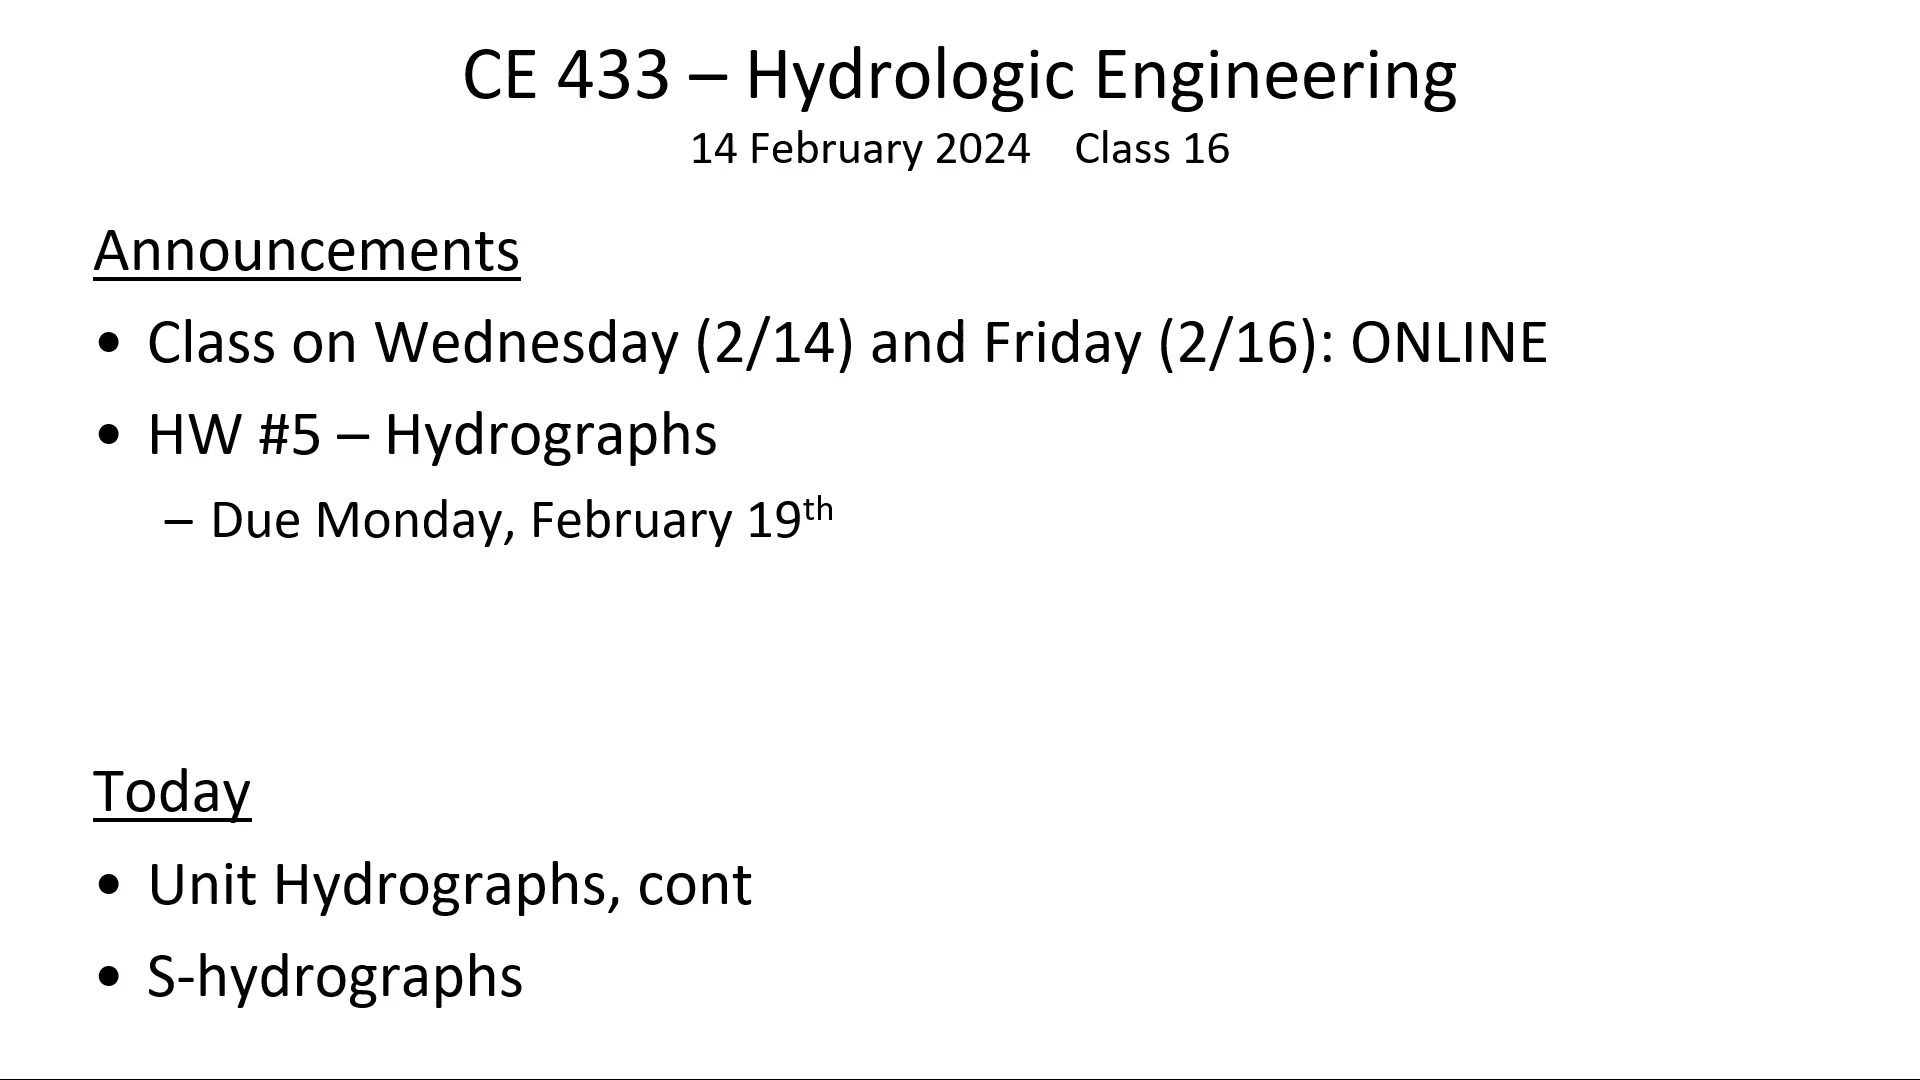 CE 433 – Hydrologic Engineering
14 February 2024 Class 16
Announcements
• Class on Wednesday (2/14) and Friday (2/16): ONLINE
• HW #5 – Hydrographs
– Due Monday, February 19th
Today
• Unit Hydrographs, cont
• S-hydrographs